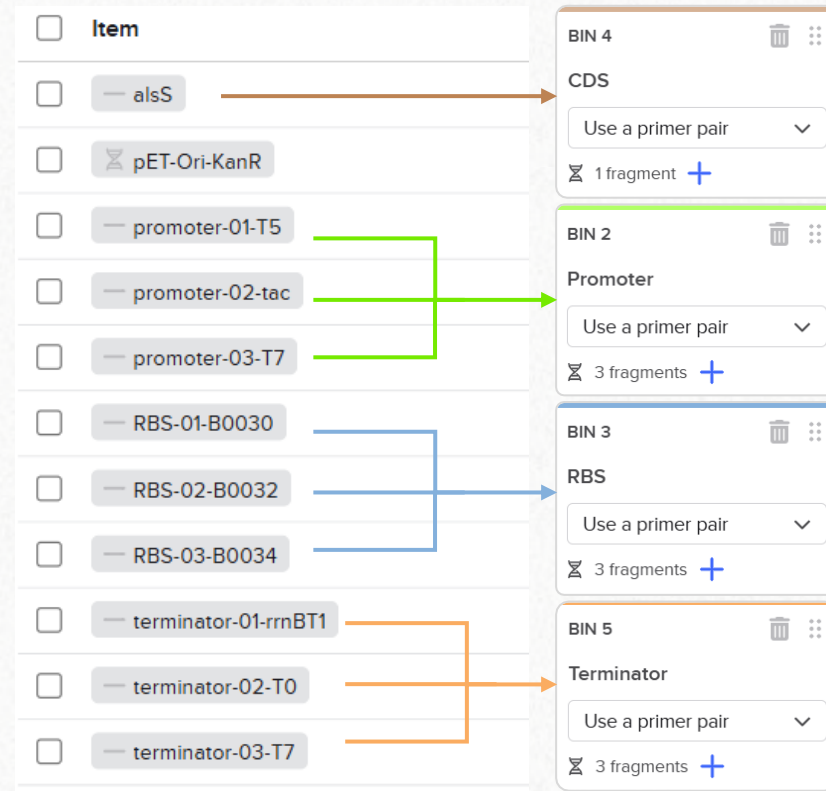 Item
alsS
pET-Ori-KanR
promoter-01-T5
promoter-02-tac
promoter-03-T7
RBS-01-B0030
RBS-02-B0032
RBS-03-B0034
terminator-01-rrnBT1
terminator-02-T0
terminator-03-T7
BIN 4
CDS
Use a primer pair
1 fragment
BIN 2
Promoter
Use a primer pair
3 fragments
BIN 3
RBS
Use a primer pair
3 fragments
BIN 5
Terminator
Use a primer pair
3 fragments